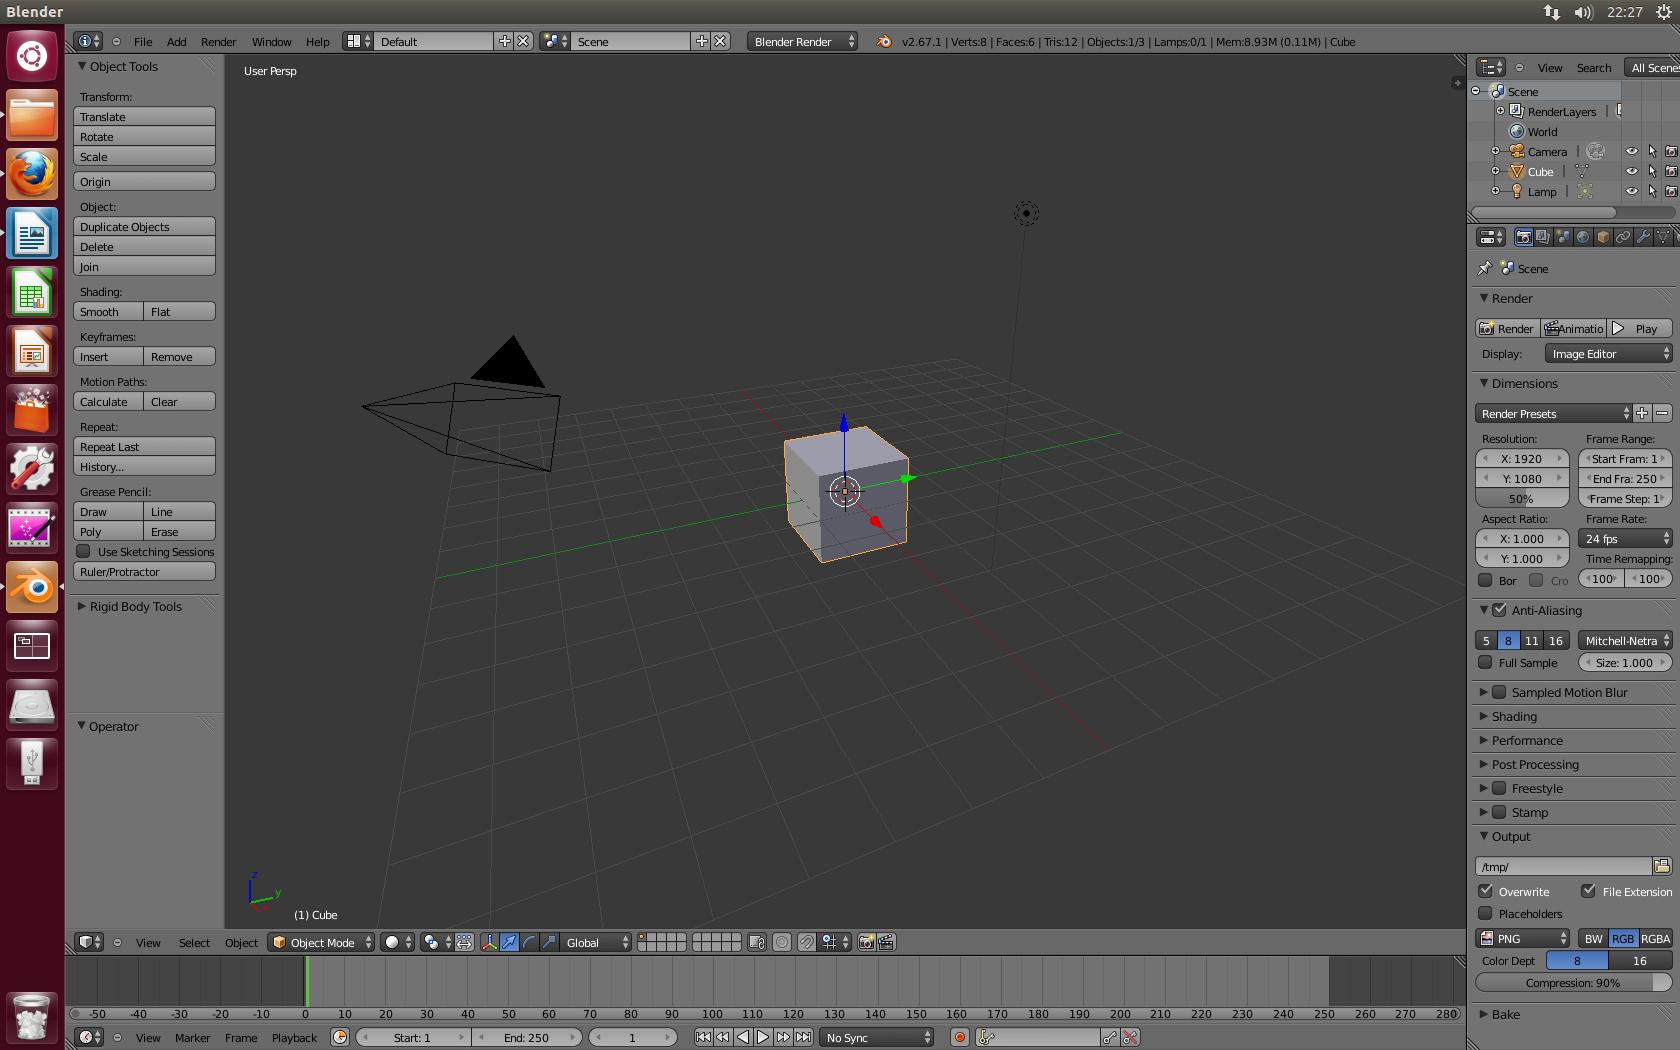 Blender
22:27
File Add Render Window Help Default Scene Blender Render v2.67.1 | Verts:8 | Faces:6 | Tris:12 | Objects:1/3 | Lamps:0/1 | Mem:8.93M (0.11M) | Cube
Object Tools
Transform:
Translate
Rotate
Scale
Origin
Object:
Duplicate Objects
Delete
Join
Shading:
Smooth Flat
Keyframes:
Insert Remove
Motion Paths:
Calculate Clear
Repeat:
Repeat Last
History...
Grease Pencil:
Draw Line
Poly Erase
Use Sketching Sessions
Ruler/Protractor
Rigid Body Tools
Operator
User Persp
z
y
x
(1) Cube
View Select Object Object Mode Global
-50 -40 -30 -20 -10 0 10 20 30 40 50 60 70 80 90 100 110 120 130 140 150 160 170 180 190 200 210 220 230 240 250 260 270 280
View Marker Frame Playback Start: 1 End: 250 1 No Sync
View Search All Scene
Scene
RenderLayers |
World
Camera |
Cube |
Lamp |
Scene
Render
Render Animatio Play
Display: Image Editor
Dimensions
Render Presets
Resolution: Frame Range:
X: 1920 Start Fram: 1
Y: 1080 End Fra: 250
50% Frame Step: 1
Aspect Ratio: Frame Rate:
X: 1.000 24 fps
Y: 1.000 Time Remapping:
Bor Cro 100 100
Anti-Aliasing
5 8 11 16 Mitchell-Netra
Full Sample Size: 1.000
Sampled Motion Blur
Shading
Performance
Post Processing
Freestyle
Stamp
Output
/tmp/
Overwrite File Extension
Placeholders
PNG BW RGB RGBA
Color Dept 8 16
Compression: 90%
Bake